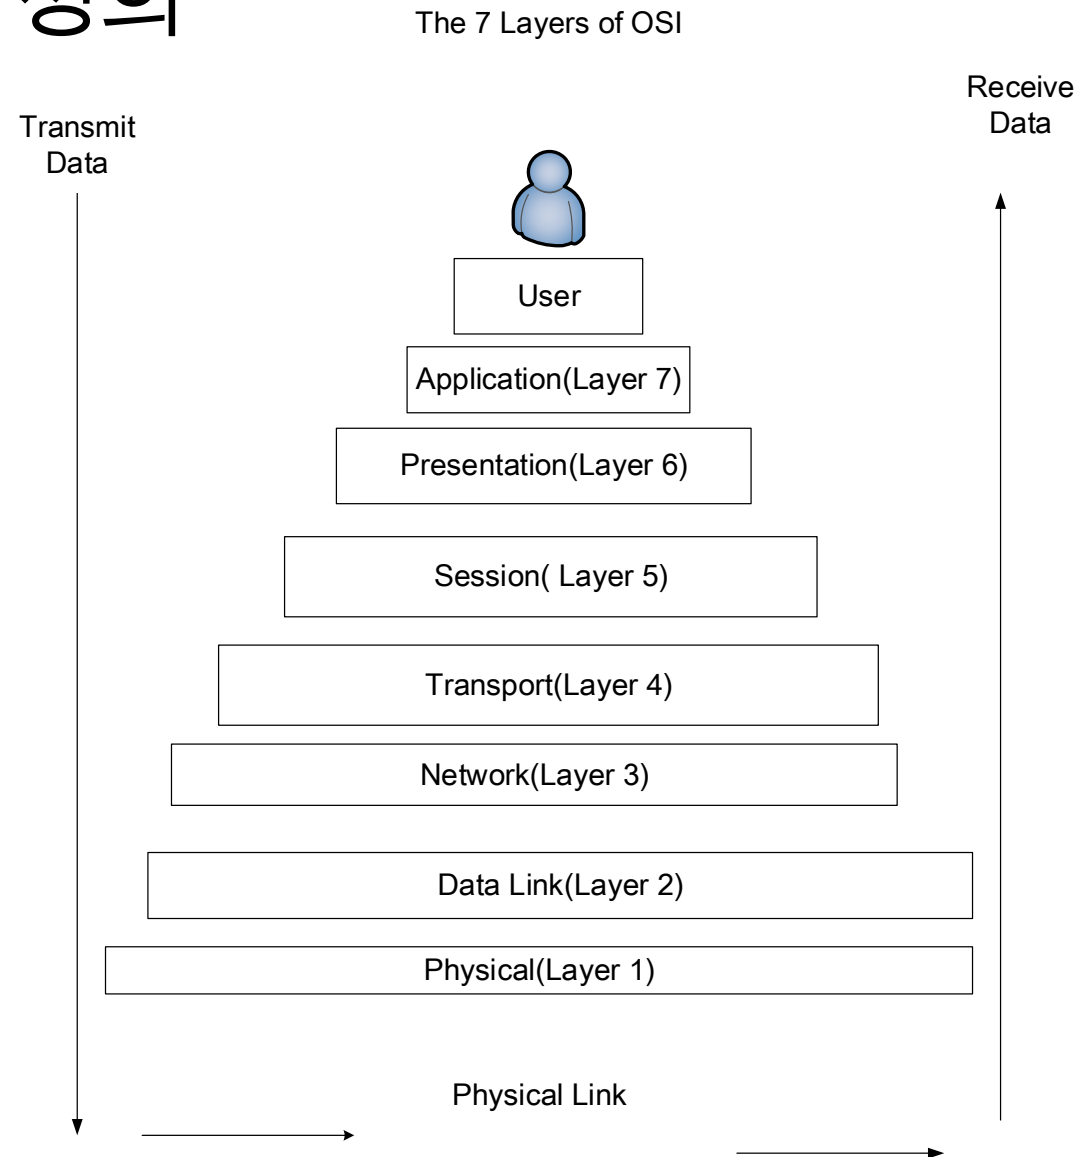 The 7 Layers of OSI
Transmit
Data
Receive
Data
User
Application(Layer 7)
Presentation(Layer 6)
Session( Layer 5)
Transport(Layer 4)
Network(Layer 3)
Data Link(Layer 2)
Physical(Layer 1)
Physical Link